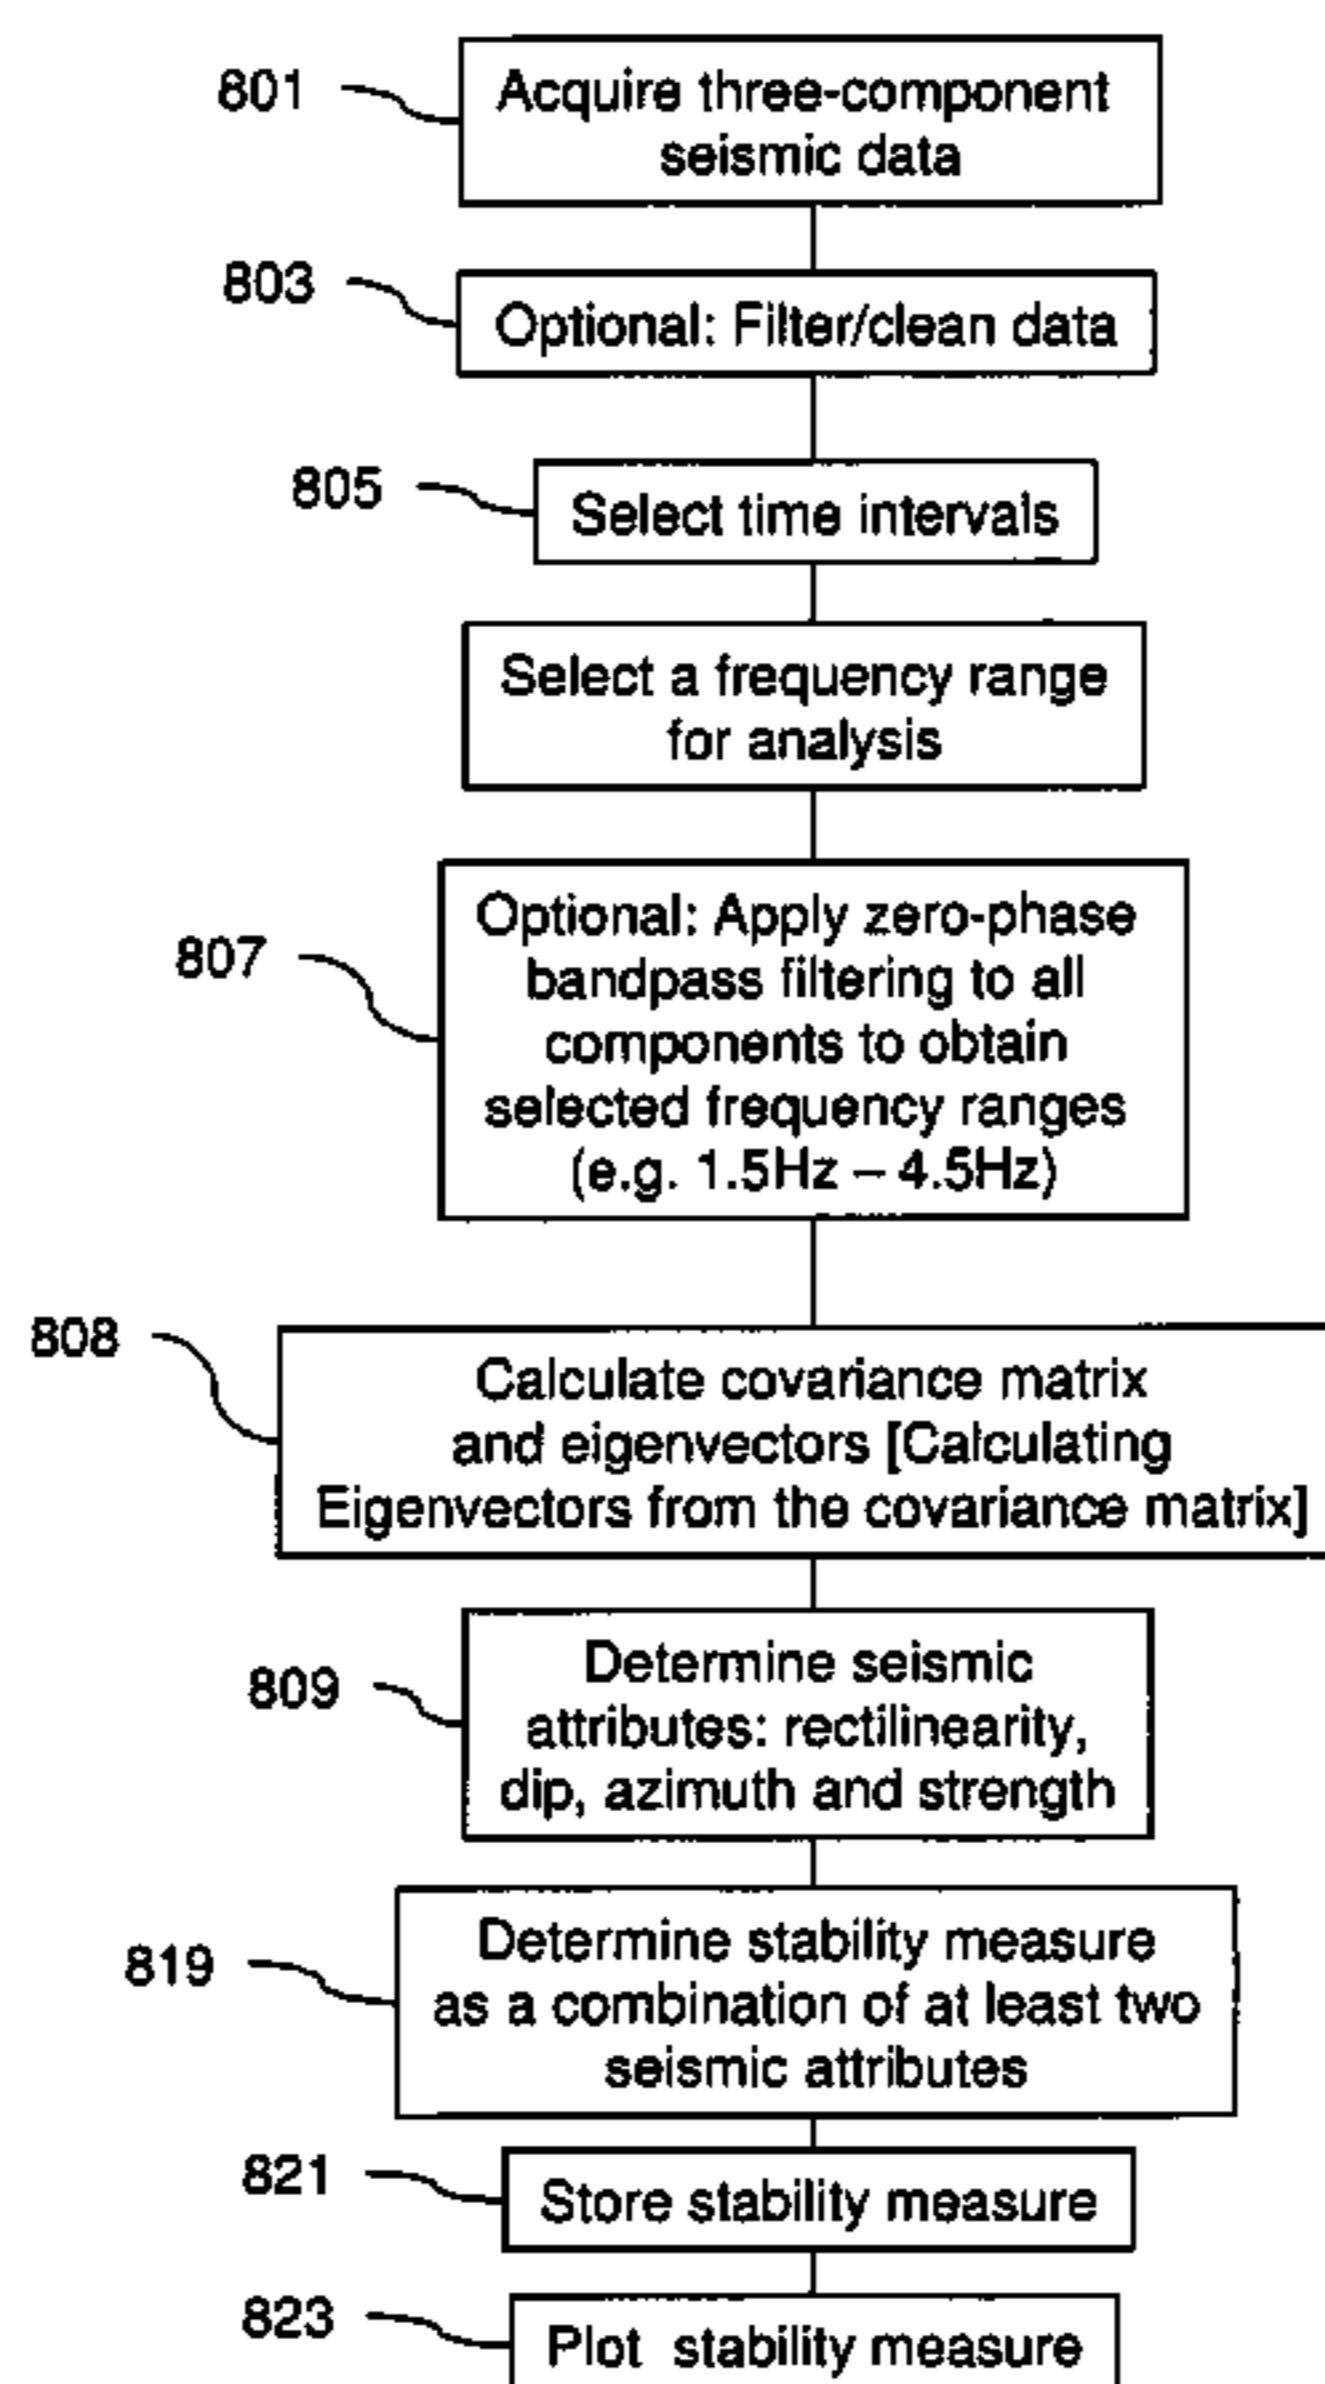 801
Acquire three-component
seismic data
803
Optional: Filter/clean data
805
Select time intervals
Select a frequency range
for analysis
807
Optional: Apply zero-phase
bandpass filtering to all
components to obtain
selected frequency ranges
(e.g. 1.5Hz – 4.5Hz)
808
Calculate covariance matrix
and eigenvectors [Calculating
Eigenvectors from the covariance matrix]
809
Determine seismic
attributes: rectilinearity,
dip, azimuth and strength
819
Determine stability measure
as a combination of at least two
seismic attributes
821
Store stability measure
823
Plot stability measure